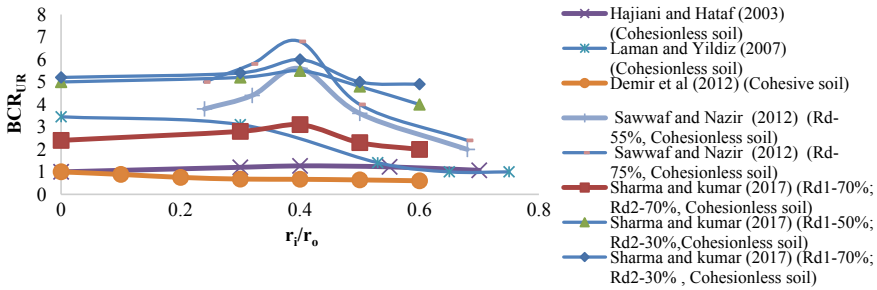 8
7
6
5
4
3
2
1
0
BCRUR
0
0.2
0.4
0.6
0.8
ri/ro
Hajiani and Hataf (2003)
(Cohesionless soil)
Laman and Yildiz (2007)
(Cohesionless soil)
Demir et al (2012) (Cohesive soil)
Sawwaf and Nazir (2012) (Rd-
55%, Cohesionless soil)
Sawwaf and Nazir (2012) (Rd-
75%, Cohesionless soil)
Sharma and kumar (2017) (Rd1-70%;
Rd2-70%, Cohesionless soil)
Sharma and kumar (2017) (Rd1-50%;
Rd2-30%,Cohesionless soil)
Sharma and kumar (2017) (Rd1-70%;
Rd2-30% , Cohesionless soil)